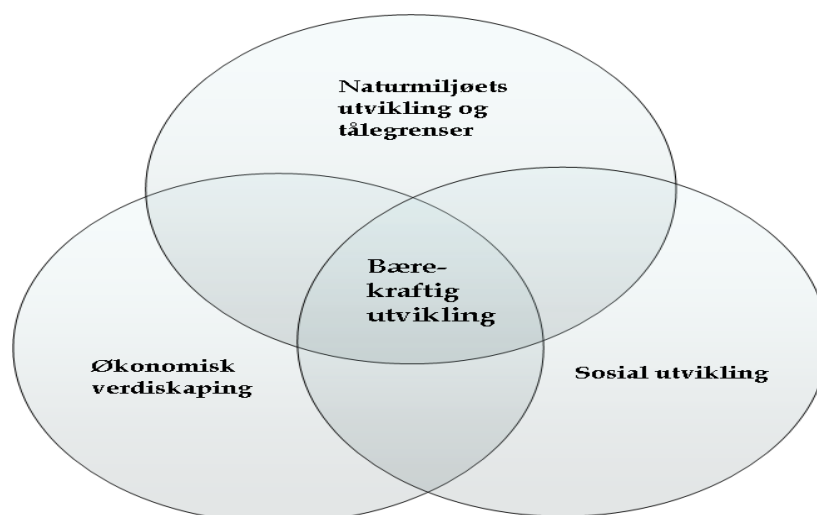 Naturmiljøets
utvikling og
tålegrenser
Bære-
kraftig
utvikling
Økonomisk
verdiskaping
Sosial utvikling